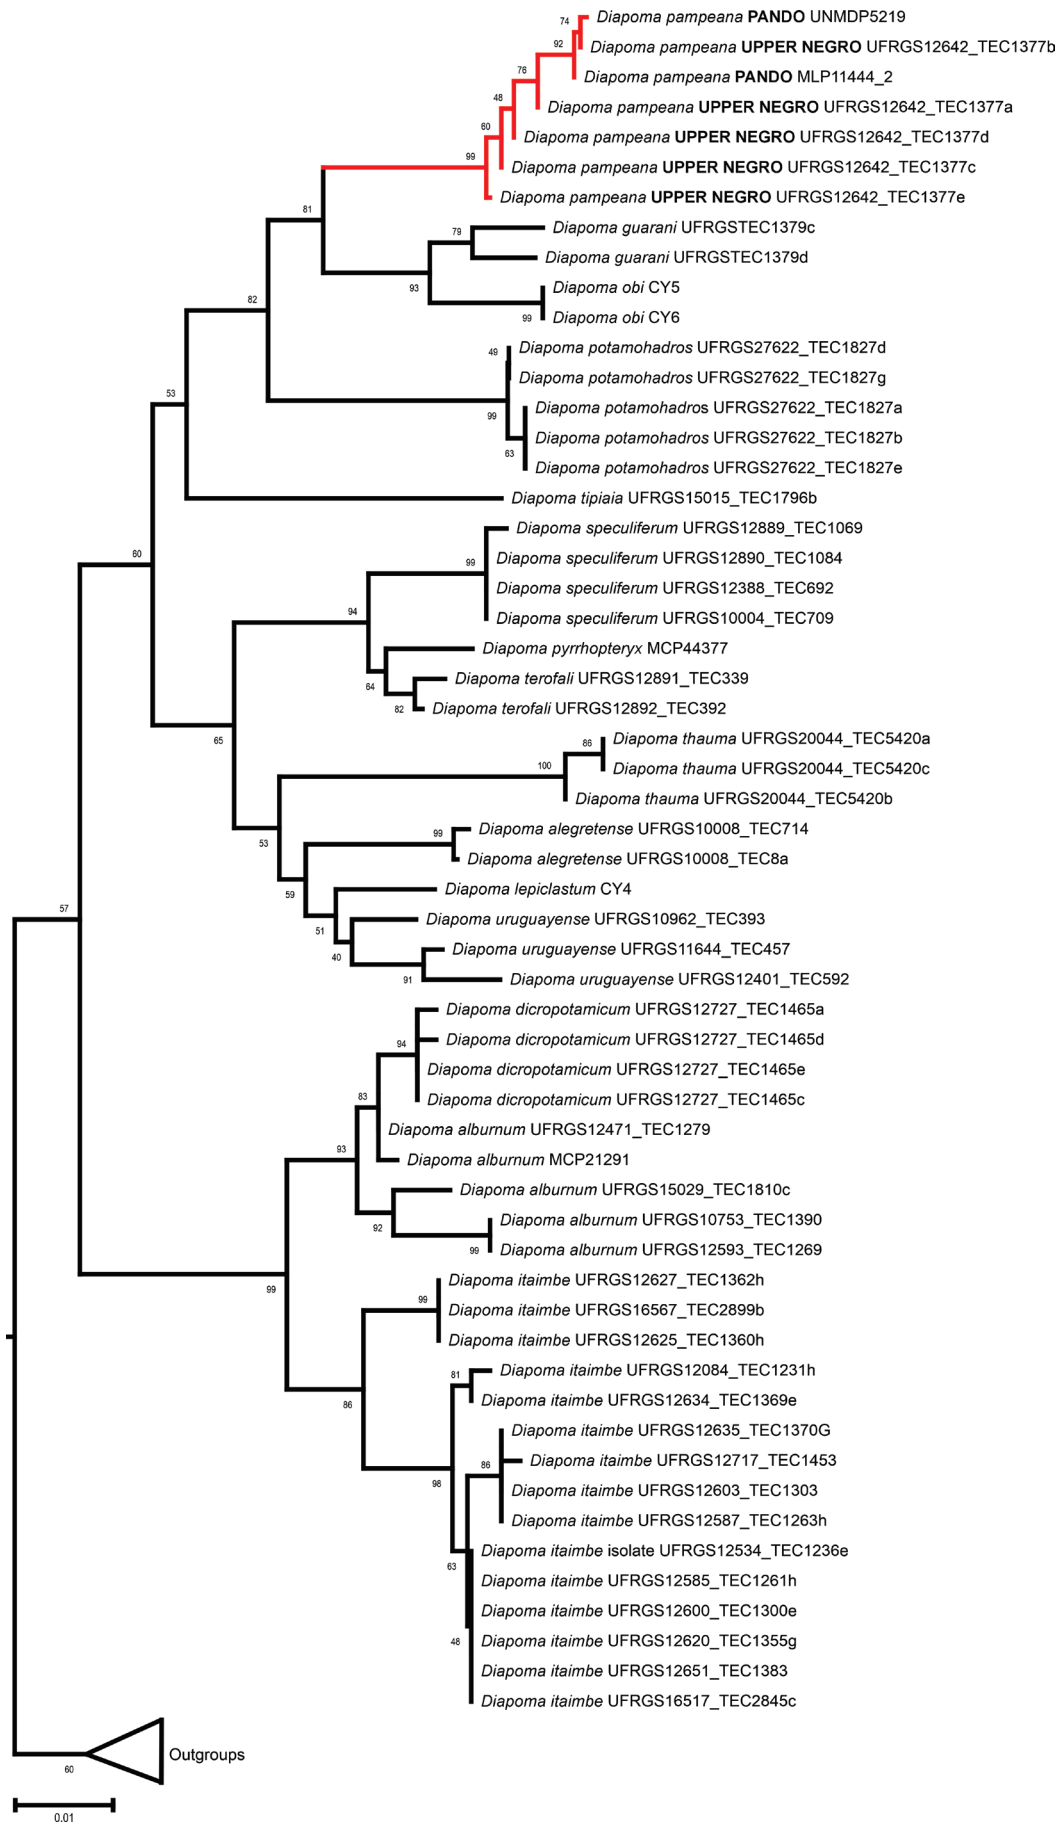 74
Diapoma pampeana PANDO UNMDP5219
92
Diapoma pampeana UPPER NEGRO UFRGS12642_TEC1377b
76
Diapoma pampeana PANDO MLP11444_2
48
Diapoma pampeana UPPER NEGRO UFRGS12642_TEC1377a
60
Diapoma pampeana UPPER NEGRO UFRGS12642_TEC1377d
99
Diapoma pampeana UPPER NEGRO UFRGS12642_TEC1377c
Diapoma pampeana UPPER NEGRO UFRGS12642_TEC1377e
81
79
Diapoma guarani UFRGSTEC1379c
Diapoma guarani UFRGSTEC1379d
93
Diapoma obi CY5
82
99
Diapoma obi CY6
49
Diapoma potamohadros UFRGS27622_TEC1827d
Diapoma potamohadros UFRGS27622_TEC1827g
53
99
Diapoma potamohadros UFRGS27622_TEC1827a
Diapoma potamohadros UFRGS27622_TEC1827b
63
Diapoma potamohadros UFRGS27622_TEC1827e
Diapoma tipiaia UFRGS15015_TEC1796b
Diapoma speculiferum UFRGS12889_TEC1069
60
99
Diapoma speculiferum UFRGS12890_TEC1084
Diapoma speculiferum UFRGS12388_TEC692
94
Diapoma speculiferum UFRGS10004_TEC709
Diapoma pyrrhopteryx MCP44377
64
Diapoma terofali UFRGS12891_TEC339
82
Diapoma terofali UFRGS12892_TEC392
65
86
Diapoma thauma UFRGS20044_TEC5420a
100
Diapoma thauma UFRGS20044_TEC5420c
Diapoma thauma UFRGS20044_TEC5420b
53
99
Diapoma alegretense UFRGS10008_TEC714
Diapoma alegretense UFRGS10008_TEC8a
59
Diapoma lepiclastum CY4
57
51
Diapoma uruguayense UFRGS10962_TEC393
40
Diapoma uruguayense UFRGS11644_TEC457
91
Diapoma uruguayense UFRGS12401_TEC592
Diapoma dicropotamicum UFRGS12727_TEC1465a
94
Diapoma dicropotamicum UFRGS12727_TEC1465d
Diapoma dicropotamicum UFRGS12727_TEC1465e
83
Diapoma dicropotamicum UFRGS12727_TEC1465c
Diapoma alburnum UFRGS12471_TEC1279
93
Diapoma alburnum MCP21291
Diapoma alburnum UFRGS15029_TEC1810c
92
Diapoma alburnum UFRGS10753_TEC1390
99
Diapoma alburnum UFRGS12593_TEC1269
99
Diapoma itaimbe UFRGS12627_TEC1362h
99
Diapoma itaimbe UFRGS16567_TEC2899b
Diapoma itaimbe UFRGS12625_TEC1360h
81
Diapoma itaimbe UFRGS12084_TEC1231h
86
Diapoma itaimbe UFRGS12634_TEC1369e
Diapoma itaimbe UFRGS12635_TEC1370G
86
Diapoma itaimbe UFRGS12717_TEC1453
98
Diapoma itaimbe UFRGS12603_TEC1303
Diapoma itaimbe UFRGS12587_TEC1263h
Diapoma itaimbe isolate UFRGS12534_TEC1236e
63
Diapoma itaimbe UFRGS12585_TEC1261h
Diapoma itaimbe UFRGS12600_TEC1300e
48
Diapoma itaimbe UFRGS12620_TEC1355g
Diapoma itaimbe UFRGS12651_TEC1383
Diapoma itaimbe UFRGS16517_TEC2845c
Outgroups
60
0.01